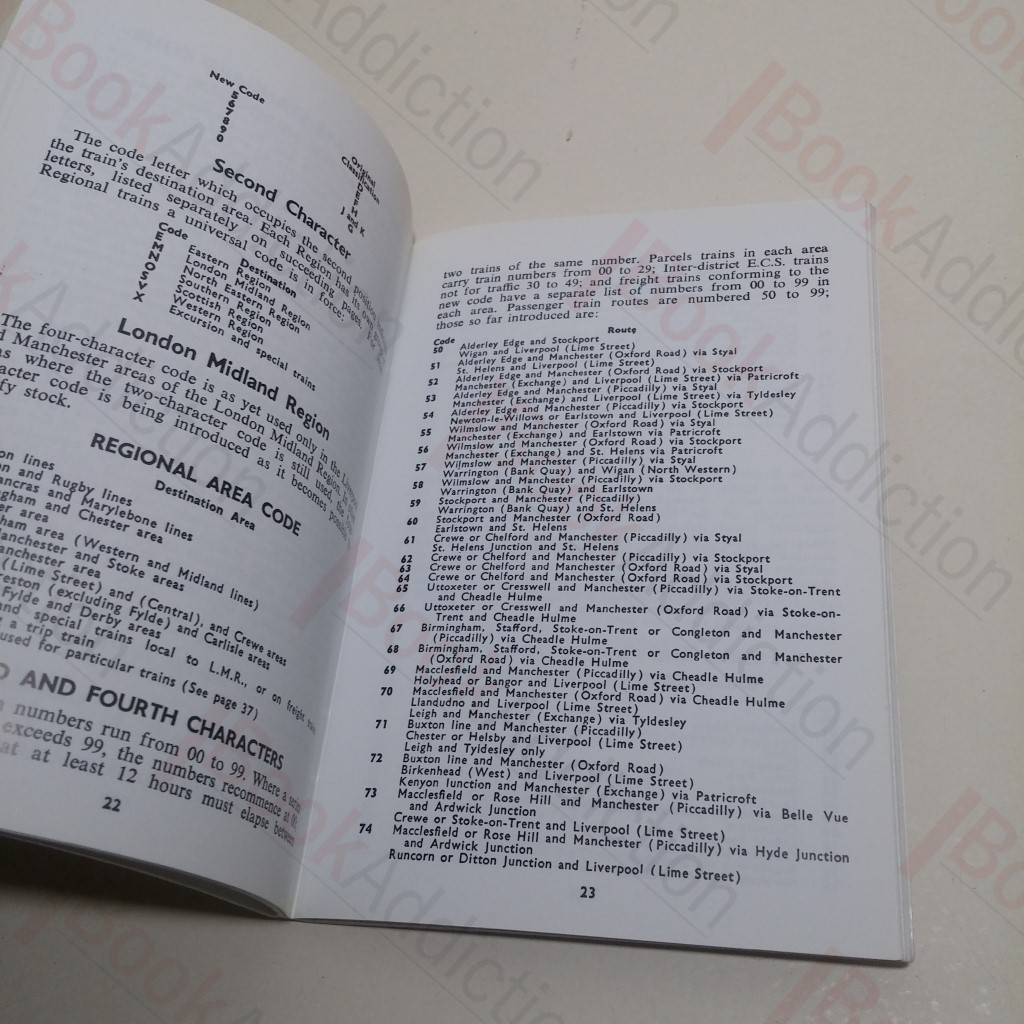 New Code
5
6
7
8
9
0
Original
Classification
D
E
F
H
J and K
G
Second Character
The code letter which occupies the second position
the train's destination area. Each Region has its own
letters, listed separately on succeeding pages.
Regional trains a universal code is in force:
Code
Destination
E Eastern Region
M London Midland Region
N North Eastern Region
O Southern Region
S Scottish Region
V Western Region
X Excursion and special trains
London Midland Region
The four-character code is as yet used only in the
Manchester areas of the London Midland Region.
where the two-character code is still used, the
code is being introduced as it becomes
stock.
REGIONAL AREA CODE
Destination Area
lines
and Rugby lines
and Marylebone lines
and Chester area
area
area (Western and Midland lines)
and Stoke areas
area
(Lime Street) and (Central), and Crewe areas
(excluding Fylde) and Carlisle areas
Fylde and Derby areas
special trains local to L.M.R., or on freight
a trip train
used for particular trains (See page 37)
AND FOURTH CHARACTERS
numbers run from 00 to 99. Where a
exceeds 99, the numbers recommence at 00,
at least 12 hours must elapse between
22
two trains of the same number. Parcels trains in each area
carry train numbers from 00 to 29; Inter-district E.C.S. trains
not for traffic 30 to 49; and freight trains conforming to the
new code have a separate list of numbers from 00 to 99 in
each area. Passenger train routes are numbered 50 to 99;
those so far introduced are:
Code Route
50 Alderley Edge and Stockport
Wigan and Liverpool (Lime Street)
51 Alderley Edge and Manchester (Oxford Road) via Styal
St. Helens and Liverpool (Lime Street)
52 Alderley Edge and Manchester (Oxford Road) via Stockport
Manchester (Exchange) and Liverpool (Lime Street) via Patricroft
53 Alderley Edge and Manchester (Piccadilly) via Styal
Manchester (Exchange) and Liverpool (Lime Street) via Tyldesley
54 Alderley Edge and Manchester (Piccadilly) via Stockport
Newton-le-Willows or Earlstown and Liverpool (Lime Street)
55 Wilmslow and Manchester (Oxford Road) via Styal
Manchester (Exchange) and Earlstown via Patricroft
56 Wilmslow and Manchester (Oxford Road) via Stockport
Manchester (Exchange) and St. Helens via Patricroft
57 Wilmslow and Manchester (Piccadilly) via Styal
Warrington (Bank Quay) and Wigan (North Western)
58 Wilmslow and Manchester (Piccadilly) via Stockport
Warrington (Bank Quay) and Earlstown
59 Stockport and Manchester (Piccadilly)
Warrington (Bank Quay) and St. Helens
60 Stockport and Manchester (Oxford Road)
Earlstown and St. Helens
61 Crewe or Chelford and Manchester (Piccadilly) via Styal
St. Helens Junction and St. Helens
62 Crewe or Chelford and Manchester (Piccadilly) via Stockport
63 Crewe or Chelford and Manchester (Oxford Road) via Styal
64 Crewe or Chelford and Manchester (Oxford Road) via Stockport
65 Uttoxeter or Cresswell and Manchester (Piccadilly) via Stoke-on-Trent
and Cheadle Hulme
66 Uttoxeter or Cresswell and Manchester (Oxford Road) via Stoke-on-
Trent and Cheadle Hulme
67 Birmingham, Stafford, Stoke-on-Trent or Congleton and Manchester
(Piccadilly) via Cheadle Hulme
68 Birmingham, Stafford, Stoke-on-Trent or Congleton and Manchester
(Oxford Road) via Cheadle Hulme
69 Macclesfield and Manchester (Piccadilly) via Cheadle Hulme
Holyhead or Bangor and Liverpool (Lime Street)
70 Macclesfield and Manchester (Oxford Road) via Cheadle Hulme
Llandudno and Liverpool (Lime Street)
Leigh and Manchester (Exchange) via Tyldesley
71 Buxton line and Manchester (Piccadilly)
Chester or Helsby and Liverpool (Lime Street)
Leigh and Tyldesley only
72 Buxton line and Manchester (Oxford Road)
Birkenhead (West) and Liverpool (Lime Street)
Kenyon Junction and Manchester (Exchange) via Patricroft
73 Macclesfield or Rose Hill and Manchester (Piccadilly) via Belle Vue
and Ardwick Junction
Crewe or Stoke-on-Trent and Liverpool (Lime Street)
74 Macclesfield or Rose Hill and Manchester (Piccadilly) via Hyde Junction
and Ardwick Junction
Runcorn or Ditton Junction and Liverpool (Lime Street)
23
BookAddiction